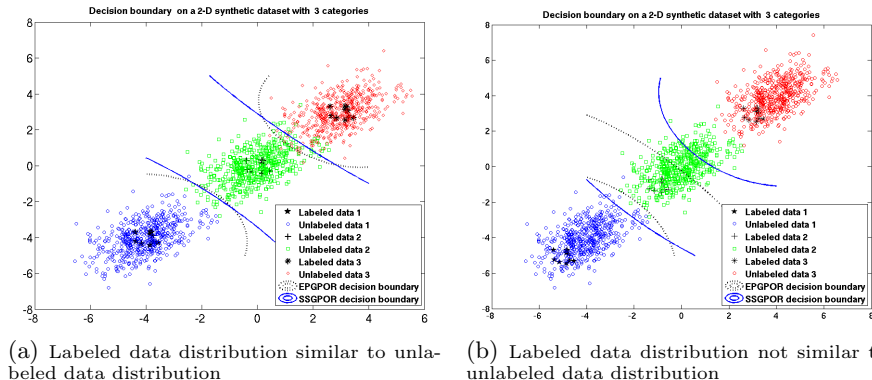 Decision boundary on a 2-D synthetic dataset with 3 categories
8
6
4
2
0
-2
-4
-6
-8
-8
-6
-4
-2
0
2
4
6
Labeled data 1
Unlabeled data 1
Labeled data 2
Unlabeled data 2
Labeled data 3
Unlabeled data 3
EPGPOR decision boundary
SSGPOR decision boundary
(a) Labeled data distribution similar to unla-
beled data distribution
Decision boundary on a 2-D synthetic dataset with 3 categories
8
6
4
2
0
-2
-4
-6
-8
-8
-6
-4
-2
0
2
4
6
8
Labeled data 1
Unlabeled data 1
Labeled data 2
Unlabeled data 2
Labeled data 3
Unlabeled data 3
EPGPOR decision boundary
SSGPOR decision boundary
(b) Labeled data distribution not similar t
unlabeled data distribution